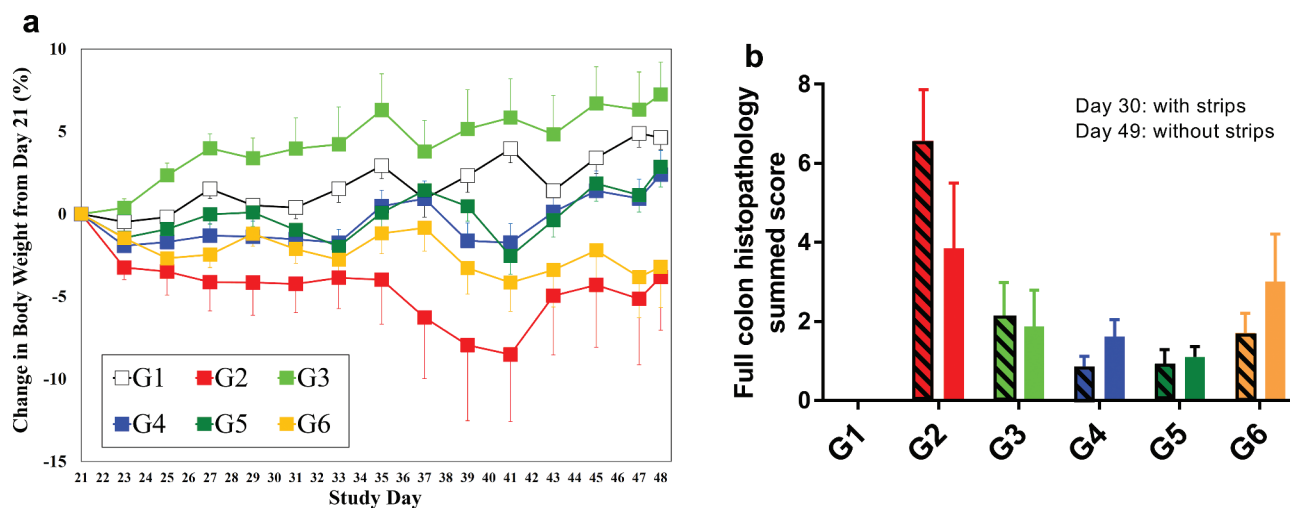 a
Change in Body Weight from Day 21 (%)
10
5
0
-5
-10
-15
G1 G2 G3
G4 G5 G6
21 22 23 24 25 26 27 28 29 30 31 32 33 34 35 36 37 38 39 40 41 42 43 44 45 46 47 48
Study Day
b
Full colon histopathology
summed score
8
6
4
2
0
Day 30: with strips
Day 49: without strips
G1 G2 G3 G4 G5 G6